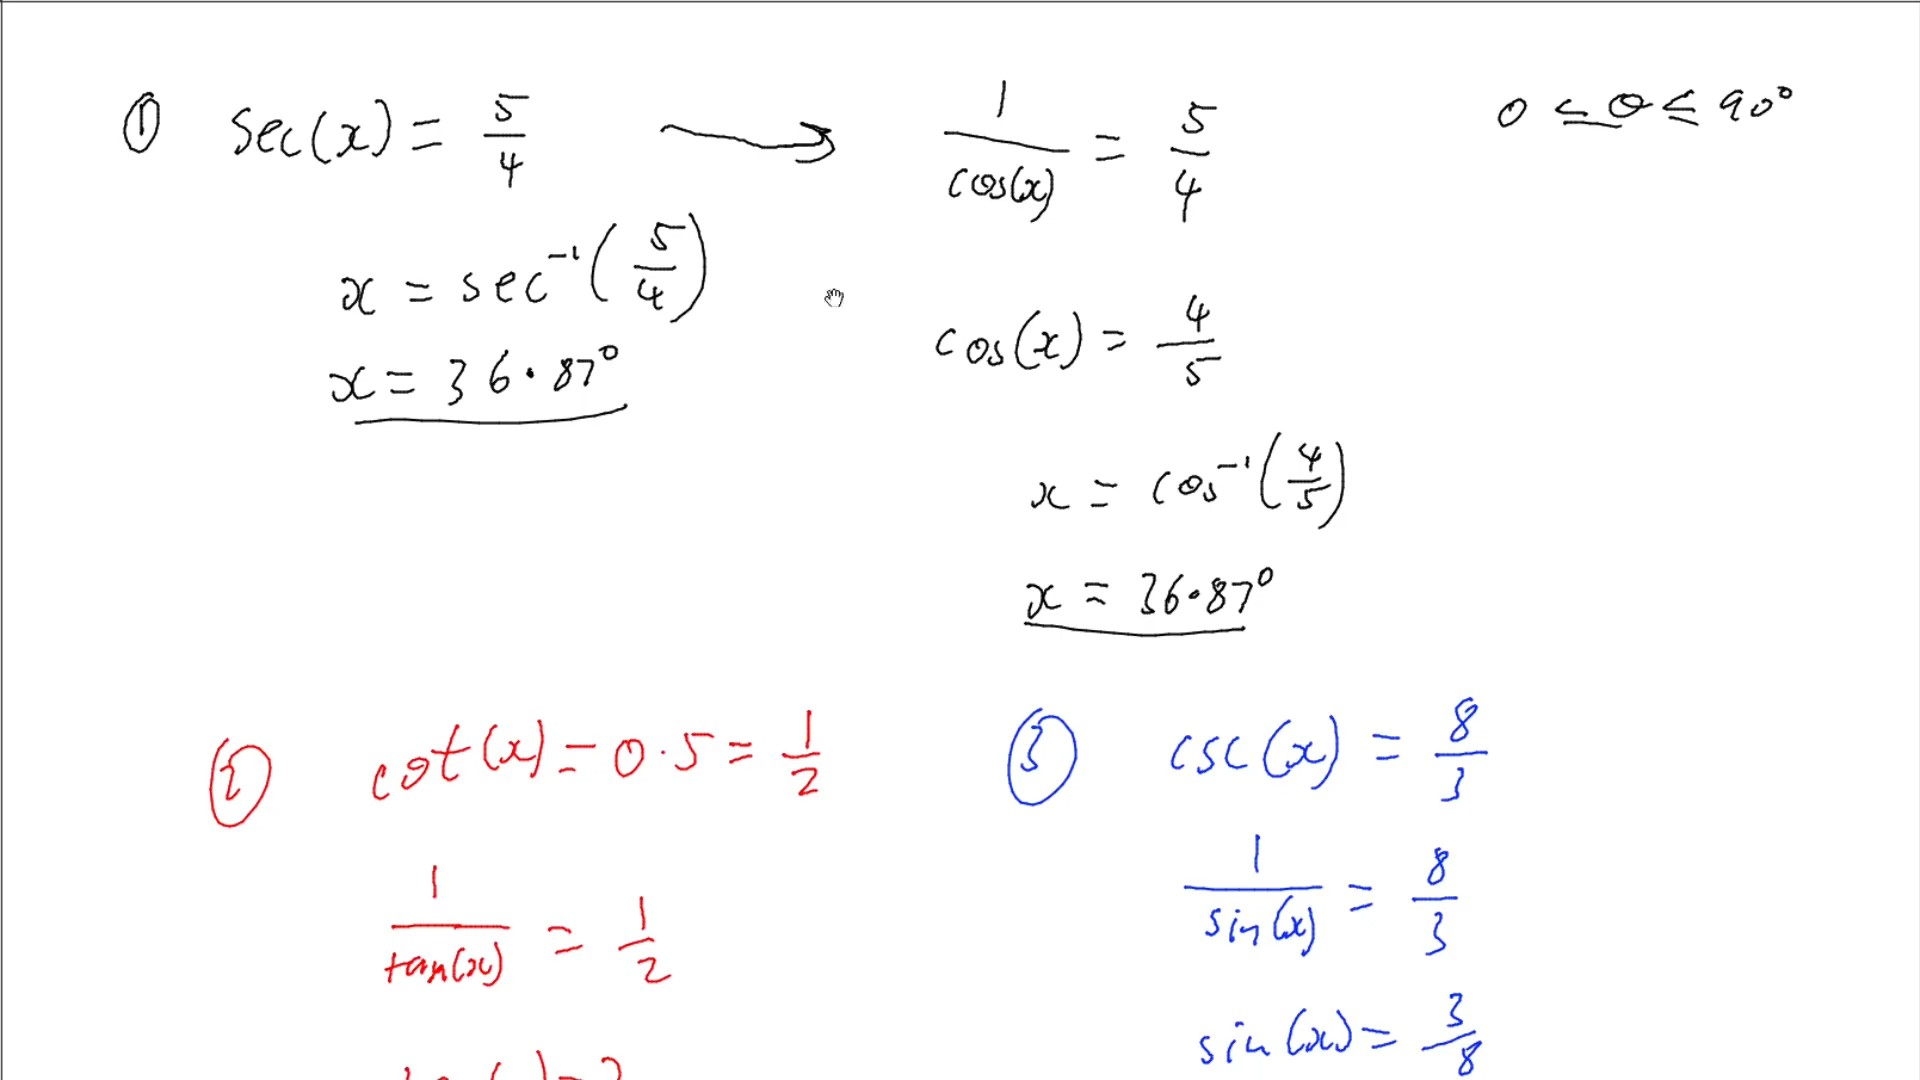 ① sec(x) = 5/4 → 1/cos(x) = 5/4 0 ≤ θ ≤ 90°
x = sec⁻¹(5/4)
x = 36.87°
cos(x) = 4/5
x = cos⁻¹(4/5)
x = 36.87°
② cot(x) = 0.5 = 1/2
1/tan(x) = 1/2
③ csc(x) = 8/3
1/sin(x) = 8/3
sin(x) = 3/8